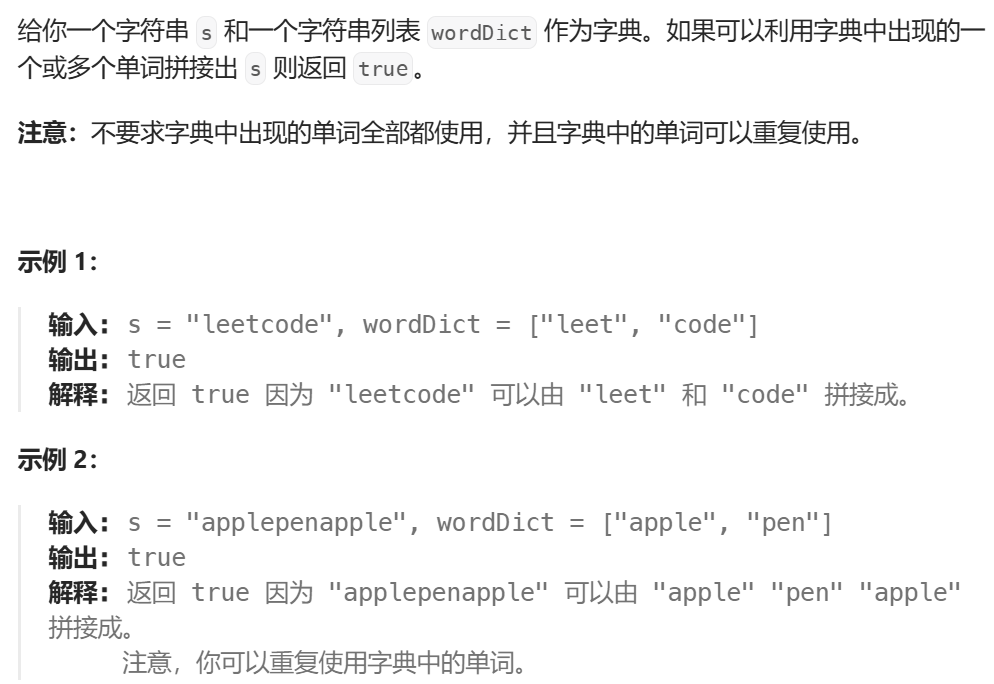 给你一个字符串 s 和一个字符串列表 wordDict 作为字典。如果可以利用字典中出现的一
个或多个单词拼接出 s 则返回 true。
注意：不要求字典中出现的单词全部都使用，并且字典中的单词可以重复使用。
示例 1：
输入: s = "leetcode", wordDict = ["leet", "code"]
输出: true
解释: 返回 true 因为 "leetcode" 可以由 "leet" 和 "code" 拼接成。
示例 2：
输入: s = "applepenapple", wordDict = ["apple", "pen"]
输出: true
解释: 返回 true 因为 "applepenapple" 可以由 "apple" "pen" "apple"
拼接成。
注意，你可以重复使用字典中的单词。